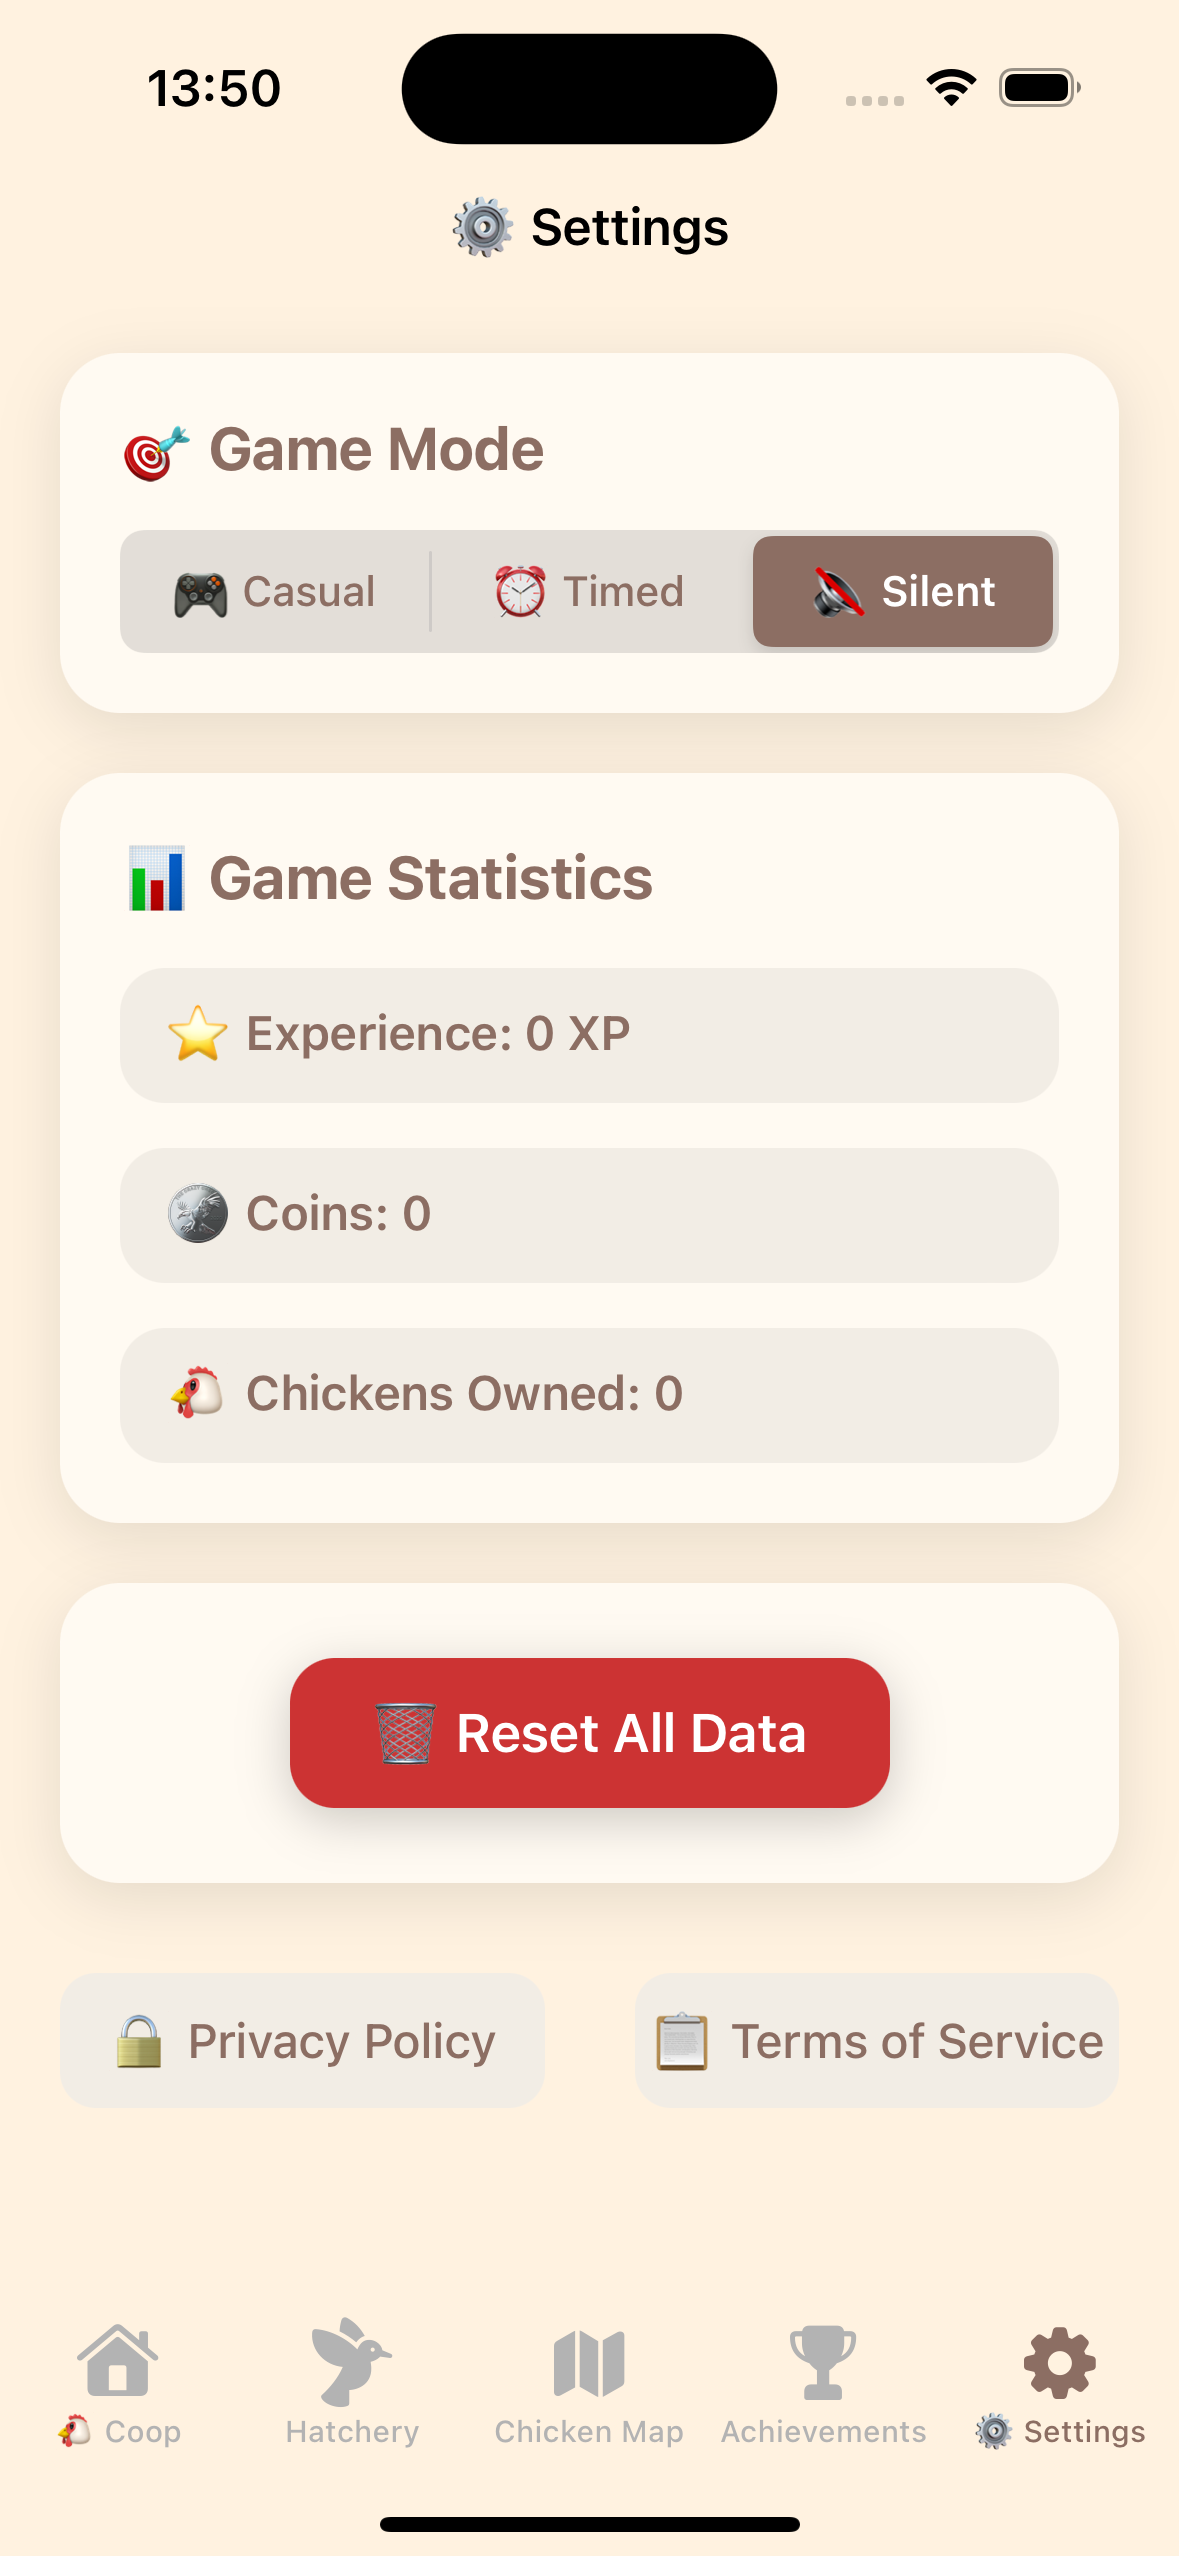 13:50
⚙️ Settings
🎯 Game Mode
🎮 Casual
⏰ Timed
🔇 Silent
📊 Game Statistics
⭐ Experience: 0 XP
🪙 Coins: 0
🐔 Chickens Owned: 0
🗑️ Reset All Data
🔒 Privacy Policy
📋 Terms of Service
🐔 Coop
Hatchery
Chicken Map
Achievements
⚙️ Settings